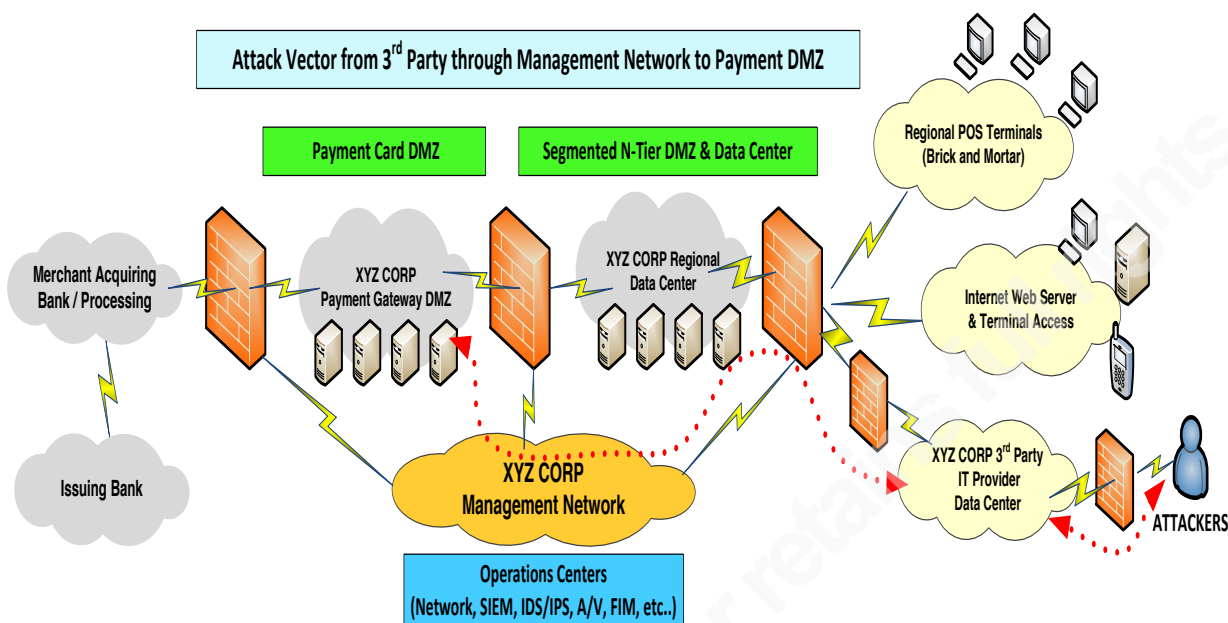 Attack Vector from 3rd Party through Management Network to Payment DMZ
Payment Card DMZ
Segmented N-Tier DMZ & Data Center
Regional POS Terminals
(Brick and Mortar)
Merchant Acquiring
Bank / Processing
XYZ CORP
Payment Gateway DMZ
XYZ CORP Regional
Data Center
Internet Web Server
& Terminal Access
Issuing Bank
XYZ CORP
Management Network
XYZ CORP 3rd Party
IT Provider
Data Center
ATTACKERS
Operations Centers
(Network, SIEM, IDS/IPS, A/V, FIM, etc..)
retains full rights